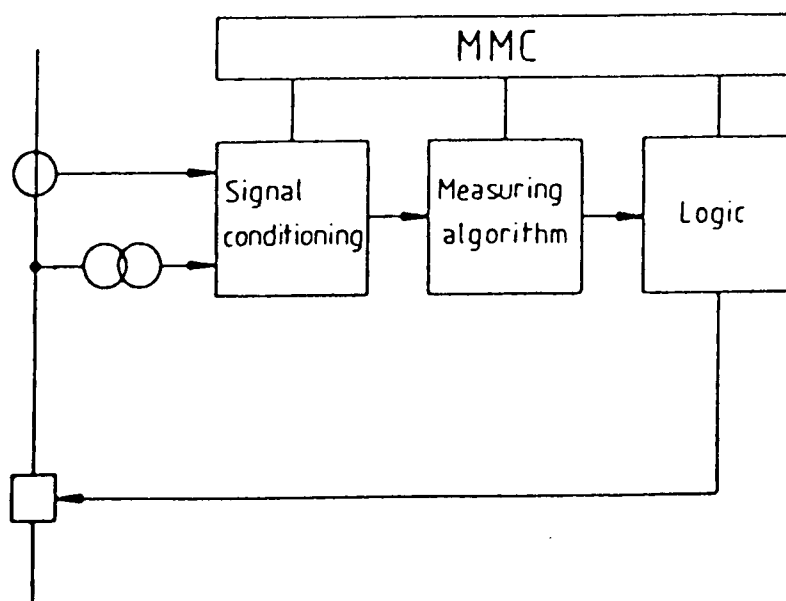 MMC
Signal
conditioning
Measuring
algorithm
Logic